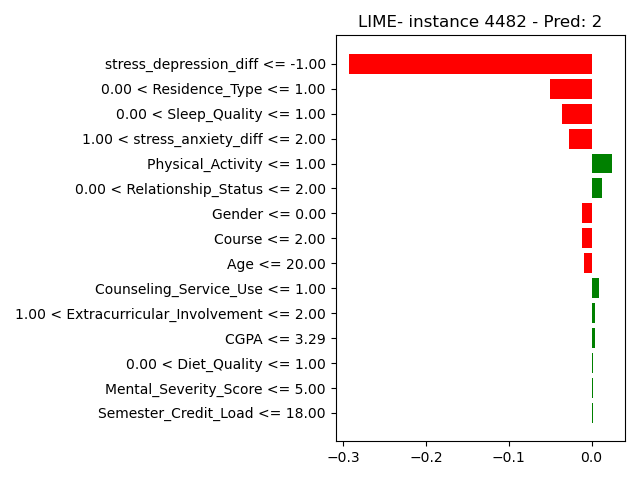 LIME- instance 4482 - Pred: 2
stress_depression_diff <= -1.00
0.00 < Residence_Type <= 1.00
0.00 < Sleep_Quality <= 1.00
1.00 < stress_anxiety_diff <= 2.00
Physical_Activity <= 1.00
0.00 < Relationship_Status <= 2.00
Gender <= 0.00
Course <= 2.00
Age <= 20.00
Counseling_Service_Use <= 1.00
1.00 < Extracurricular_Involvement <= 2.00
CGPA <= 3.29
0.00 < Diet_Quality <= 1.00
Mental_Severity_Score <= 5.00
Semester_Credit_Load <= 18.00
−0.3 −0.2 −0.1 0.0